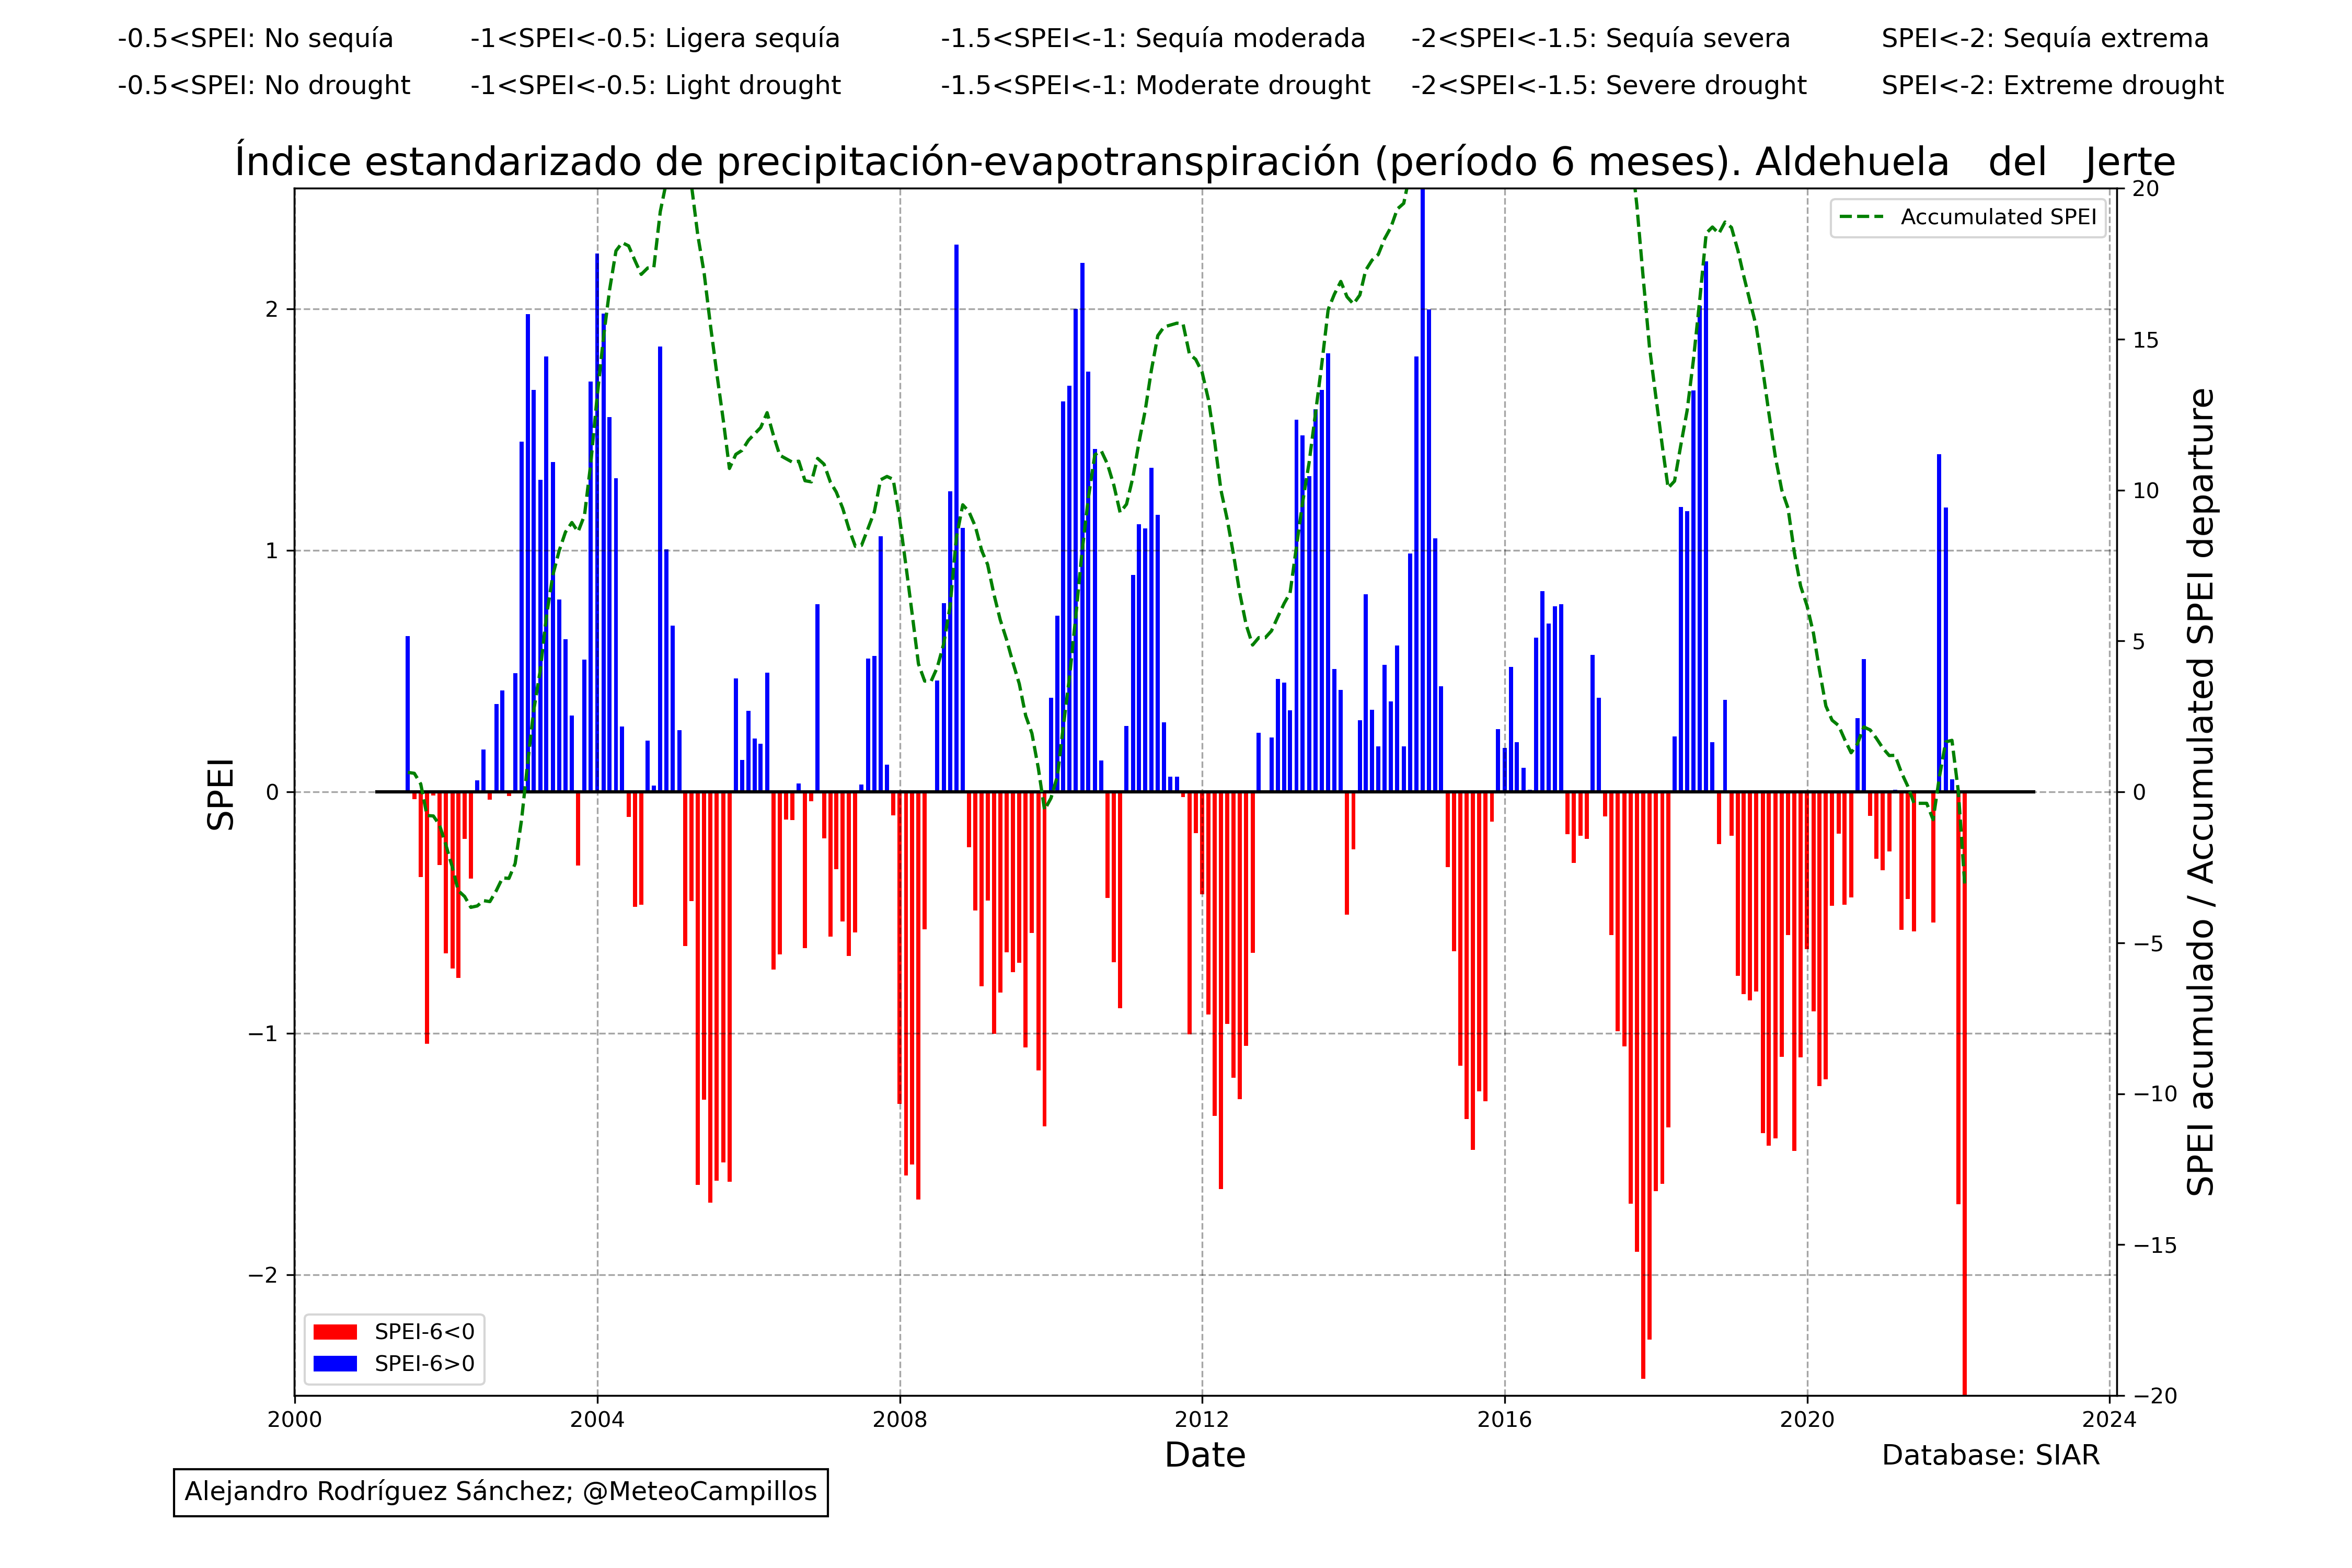 -0.5<SPEI: No sequía -1<SPEI<-0.5: Ligera sequía -1.5<SPEI<-1: Sequía moderada -2<SPEI<-1.5: Sequía severa SPEI<-2: Sequía extrema
-0.5<SPEI: No drought -1<SPEI<-0.5: Light drought -1.5<SPEI<-1: Moderate drought -2<SPEI<-1.5: Severe drought SPEI<-2: Extreme drought
Índice estandarizado de precipitación-evapotranspiración (período 6 meses). Aldehuela del Jerte
Accumulated SPEI
SPEI
2
1
0
−1
−2
20
15
10
5
0
−5
−10
−15
−20
SPEI acumulado / Accumulated SPEI departure
SPEI-6<0
SPEI-6>0
2000 2004 2008 2012 2016 2020 2024
Date
Database: SIAR
Alejandro Rodríguez Sánchez; @MeteoCampillos